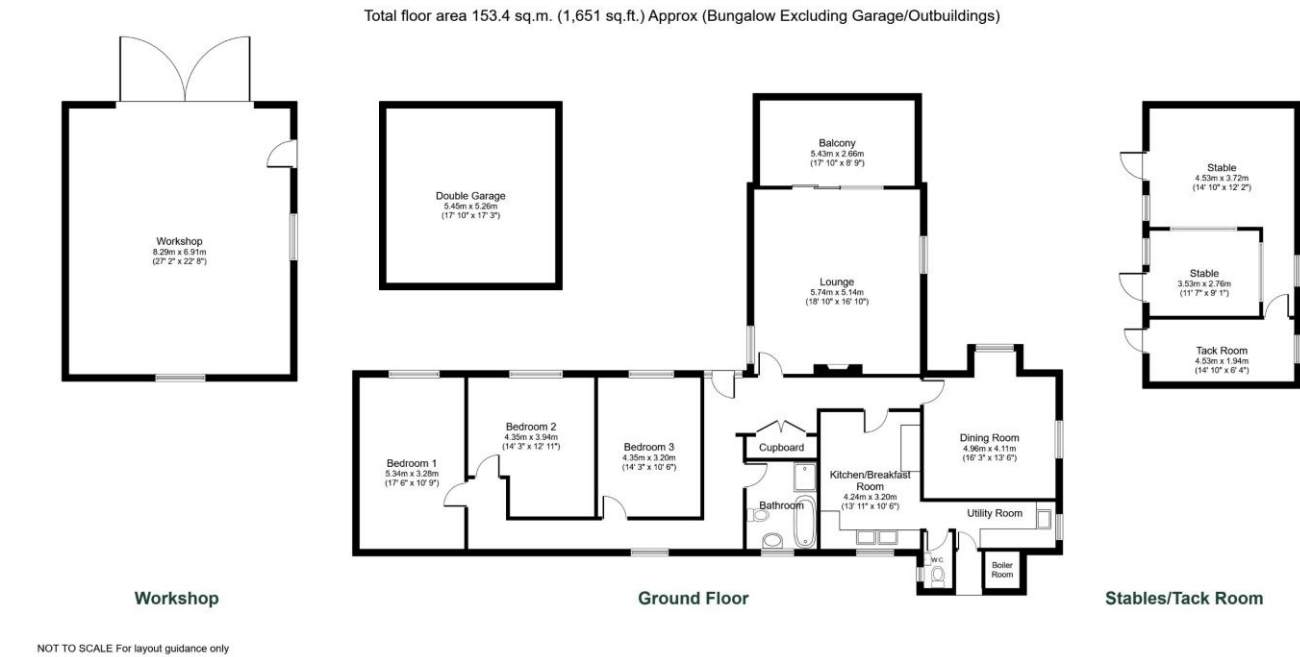 Total floor area 153.4 sq.m. (1,651 sq.ft.) Approx (Bungalow Excluding Garage/Outbuildings)
Workshop
8.29m x 6.91m
(27' 2" x 22' 8")
Double Garage
5.45m x 5.26m
(17' 10" x 17' 3")
Balcony
5.43m x 2.66m
(17' 10" x 8' 9")
Lounge
5.74m x 5.14m
(18' 10" x 16' 10")
Stable
4.53m x 3.72m
(14' 10" x 12' 2")
Stable
3.53m x 2.76m
(11' 7" x 9' 1")
Tack Room
4.53m x 1.94m
(14' 10" x 6' 4")
Bedroom 1
5.34m x 3.28m
(17' 6" x 10' 9")
Bedroom 2
4.35m x 3.94m
(14' 3" x 12' 11")
Bedroom 3
4.35m x 3.20m
(14' 3" x 10' 6")
Cupboard
Bathroom
Kitchen/Breakfast
Room
4.24m x 3.20m
(13' 11" x 10' 6")
Dining Room
4.96m x 4.11m
(16' 3" x 13' 6")
Utility Room
W.C.
Boiler
Room
Workshop
Ground Floor
Stables/Tack Room
NOT TO SCALE For layout guidance only